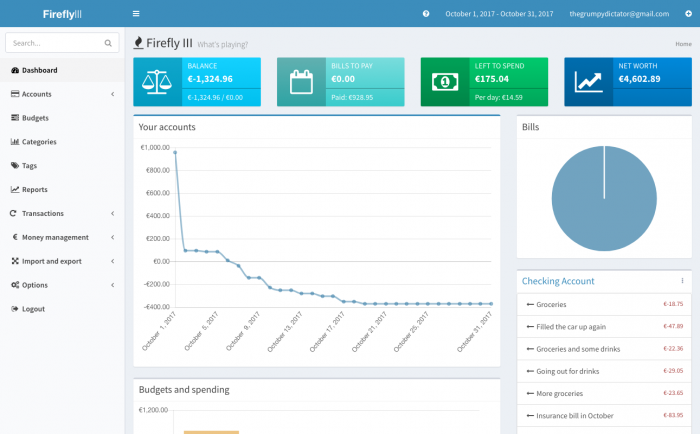 FireflyIII
October 1, 2017 - October 31, 2017
thegrumpydictator@gmail.com
Search...
Dashboard
Accounts
Budgets
Categories
Tags
Reports
Transactions
Money management
Import and export
Options
Logout
Firefly III What's playing?
Home
BALANCE
€-1,324.96
€-1,324.96 / €0.00
BILLS TO PAY
€0.00
Paid: €928.95
LEFT TO SPEND
€175.04
Per day: €14.59
NET WORTH
€4,602.89
Your accounts
€1,000.00
€800.00
€600.00
€400.00
€200.00
€0.00
-€200.00
-€400.00
October 1, 2017
October 5, 2017
October 9, 2017
October 13, 2017
October 17, 2017
October 21, 2017
October 25, 2017
October 31, 2017
Budgets and spending
€1,200.00
Bills
Checking Account
Groceries €-18.75
Filled the car up again €-47.89
Groceries and some drinks €-22.36
Going out for drinks €-29.05
More groceries €-23.65
Insurance bill in October €-83.95